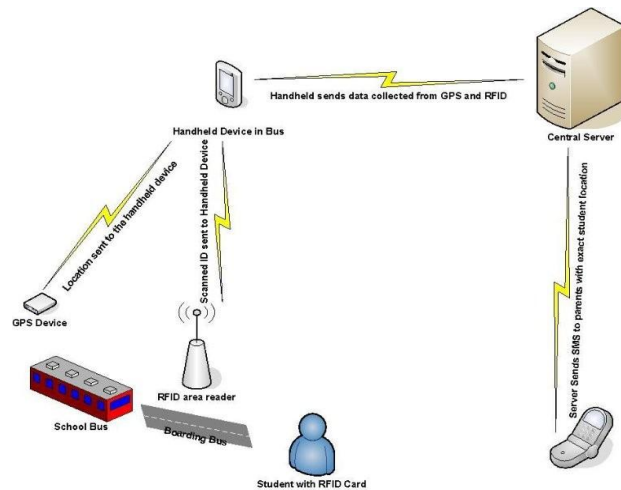 Handheld sends data collected from GPS and RFID
Handheld Device in Bus
Central Server
Location sent to the handheld device
Scanned ID sent to Handheld Device
Server Sends SMS to parents with exact student location
GPS Device
RFID area reader
School Bus
Boarding Bus
Student with RFID Card